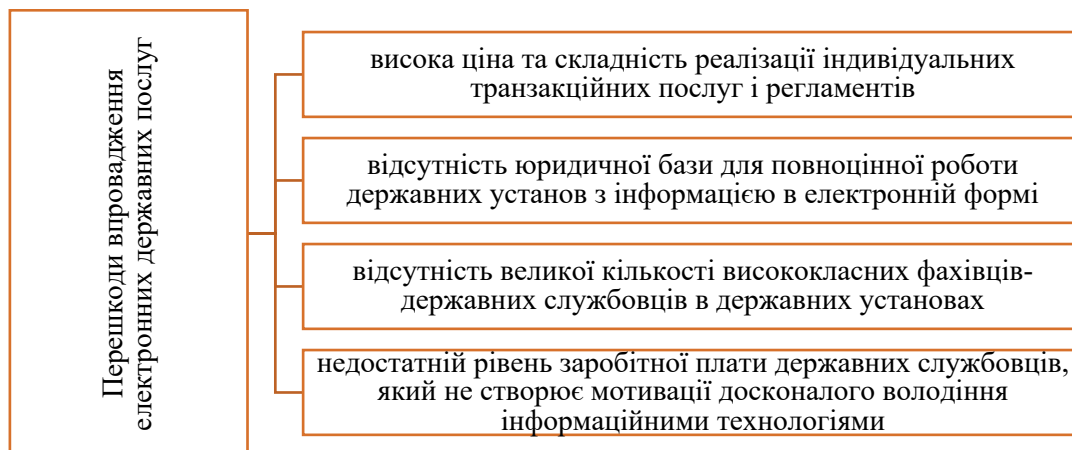 Перешкоди впровадження
електронних державних послуг
висока ціна та складність реалізації індивідуальних
транзакційних послуг і регламентів
відсутність юридичної бази для повноцінної роботи
державних установ з інформацією в електронній формі
відсутність великої кількості висококласних фахівців-
державних службовців в державних установах
недостатній рівень заробітної плати державних службовців,
який не створює мотивації досконалого володіння
інформаційними технологіями